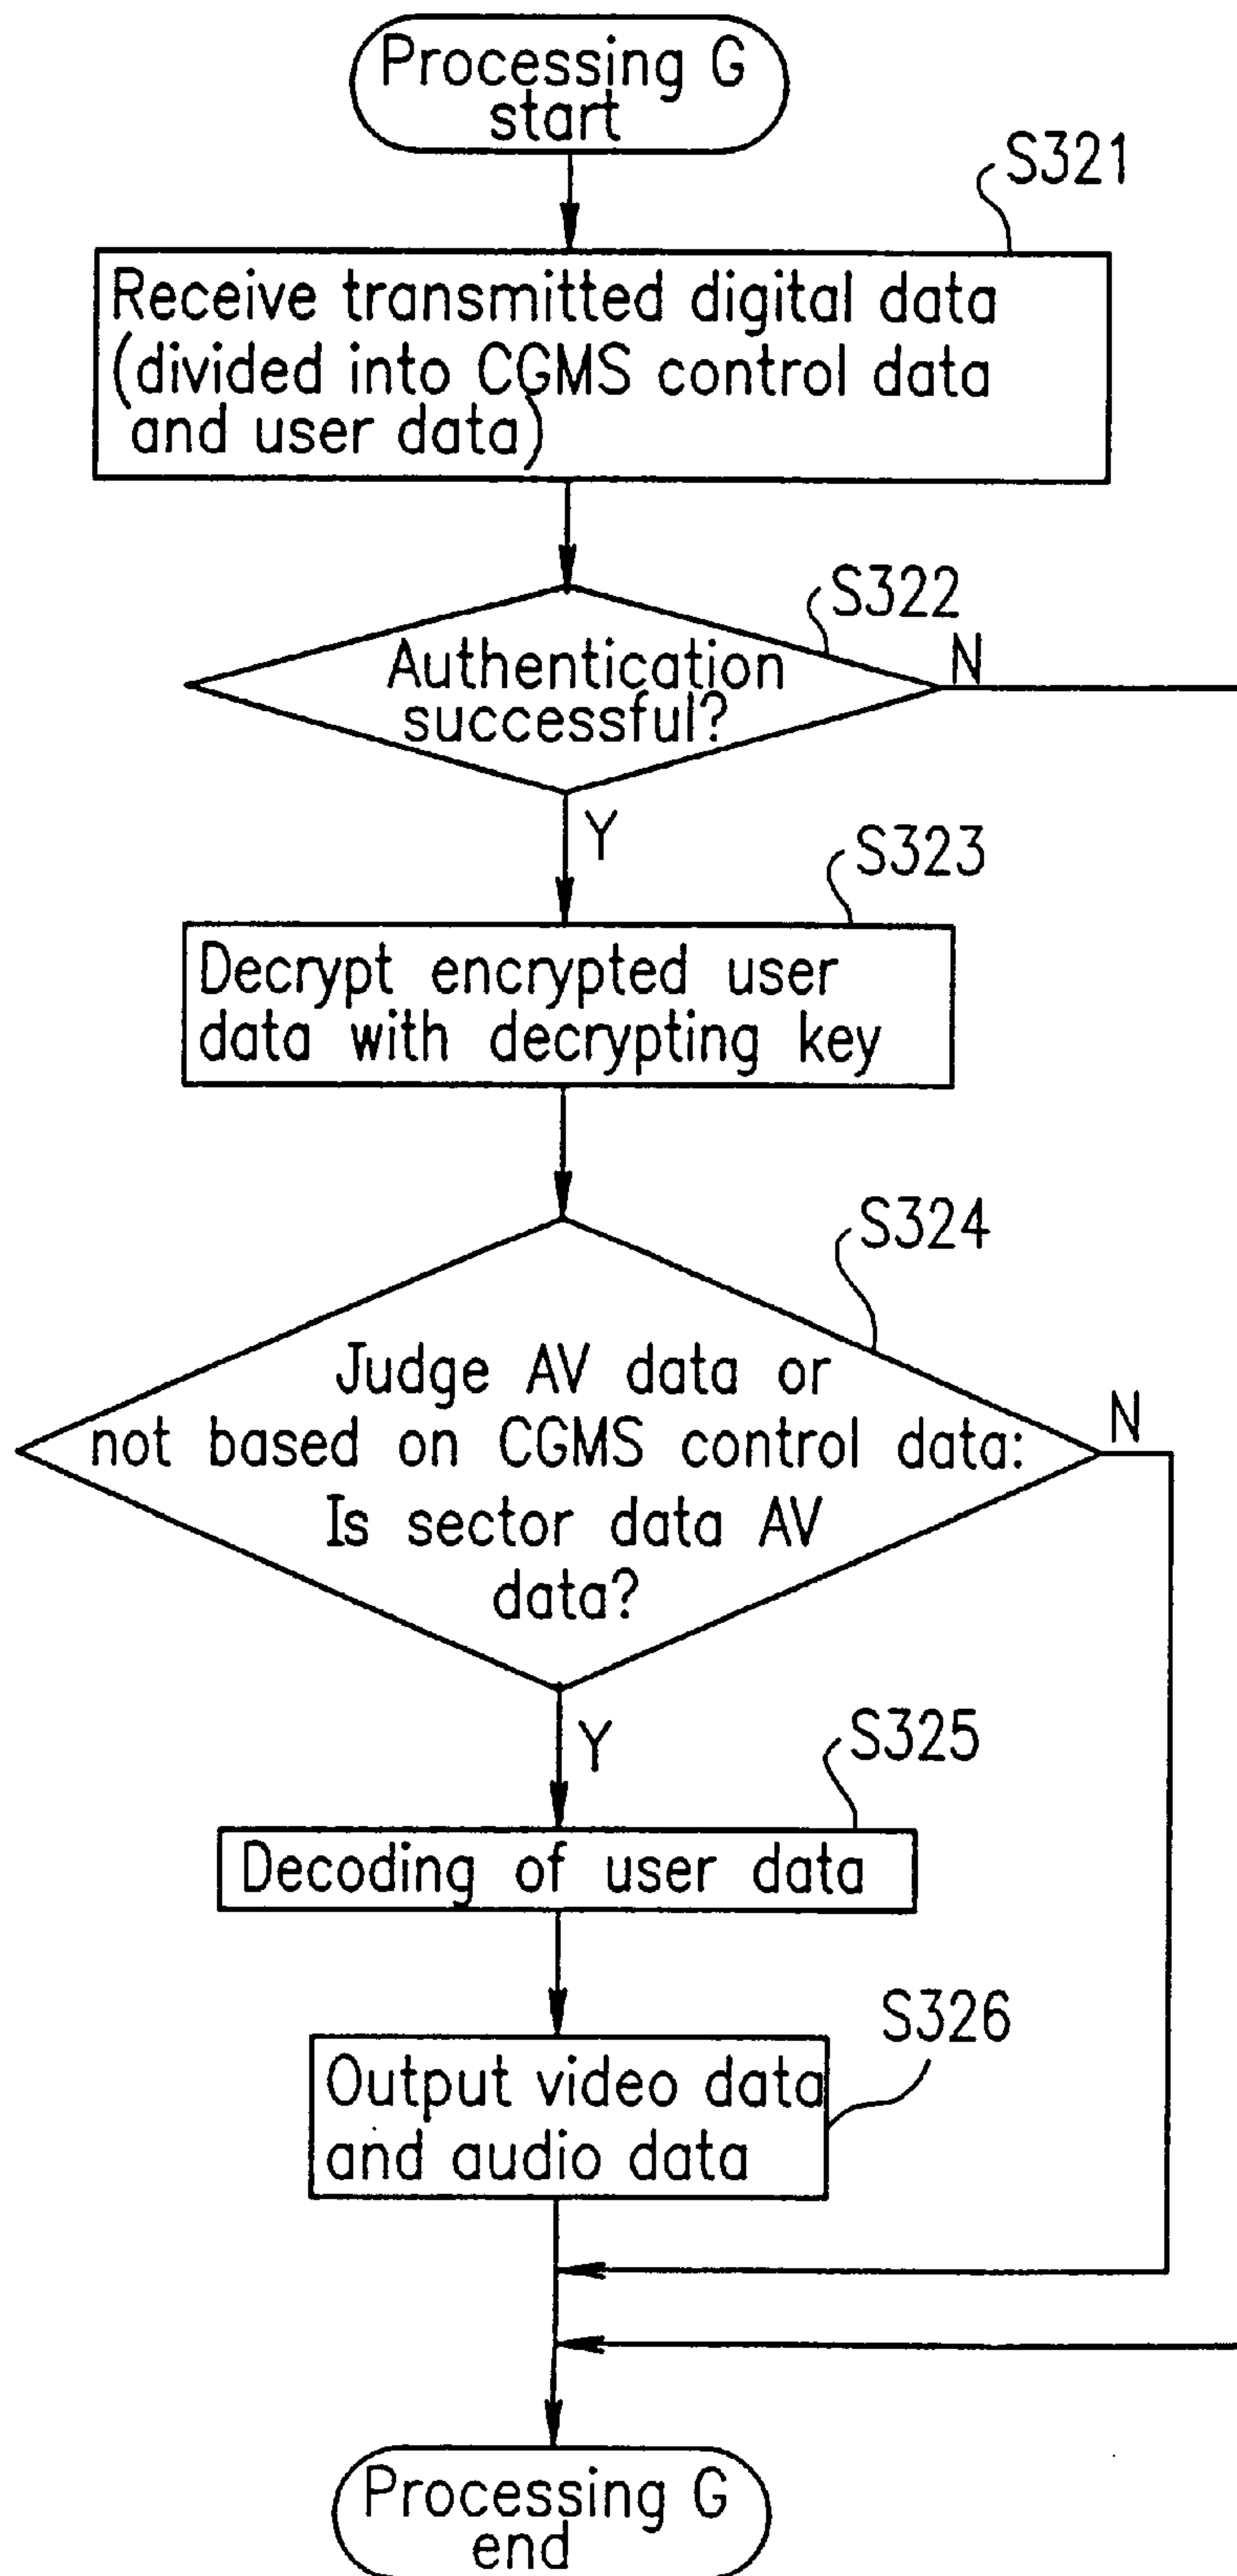 Processing G
start
S321
Receive transmitted digital data
(divided into CGMS control data
and user data)
S322
Authentication
successful?
N
Y
S323
Decrypt encrypted user
data with decrypting key
S324
Judge AV data or
not based on CGMS control data:
Is sector data AV
data?
N
Y
S325
Decoding of user data
S326
Output video data
and audio data
Processing G
end